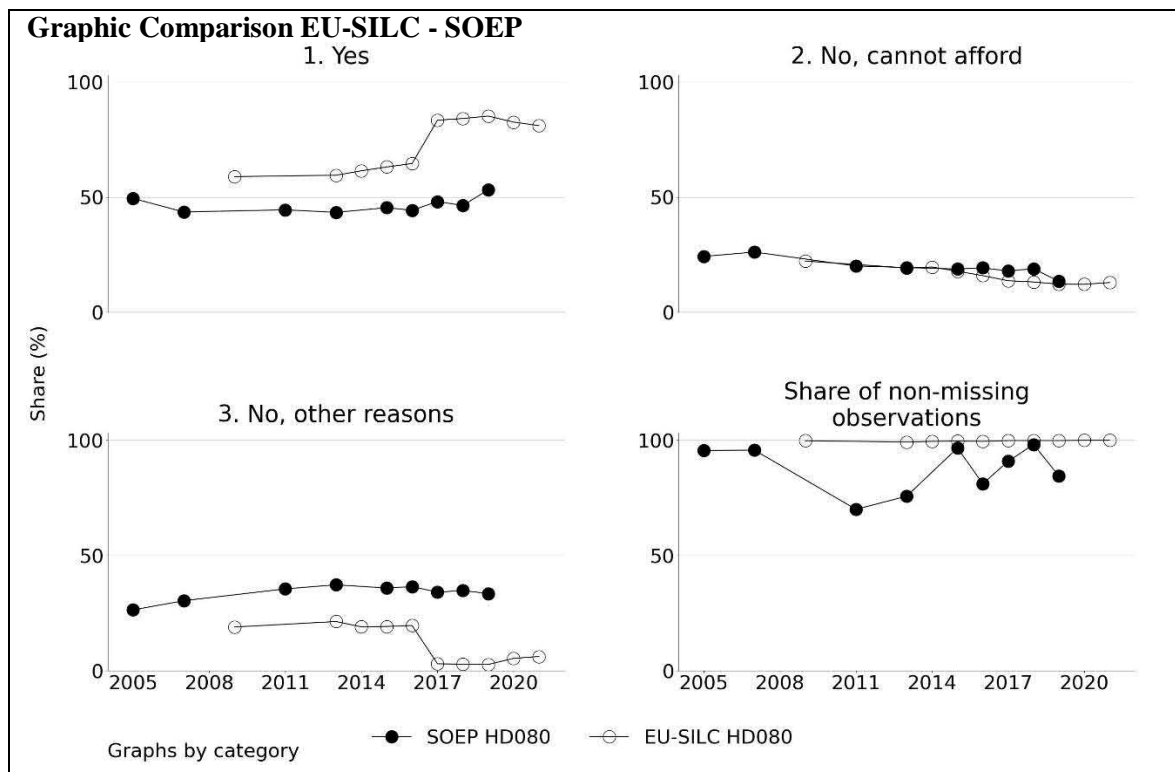 Graphic Comparison EU-SILC - SOEP
1. Yes
2. No, cannot afford
100
50
0
100
50
0
Share (%)
3. No, other reasons
Share of non-missing
observations
100
50
0
2005 2008 2011 2014 2017 2020
100
50
0
2005 2008 2011 2014 2017 2020
Graphs by category
SOEP HD080
EU-SILC HD080